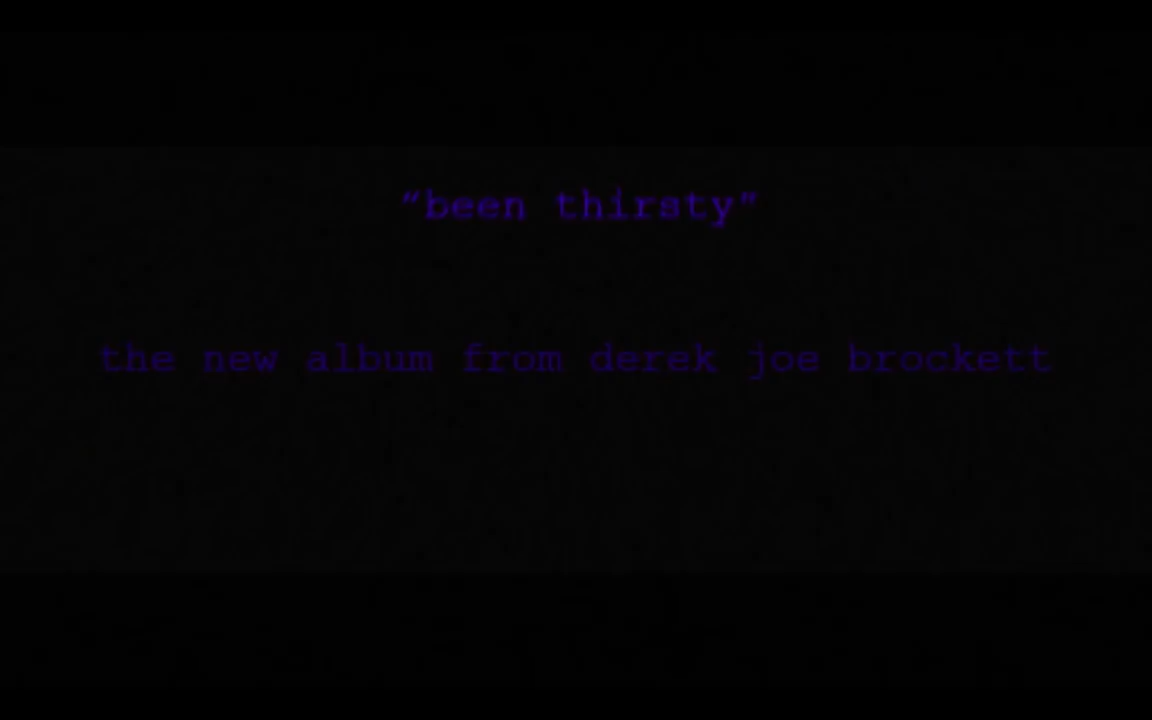 “been thirsty”
the new album from derek joe brockett